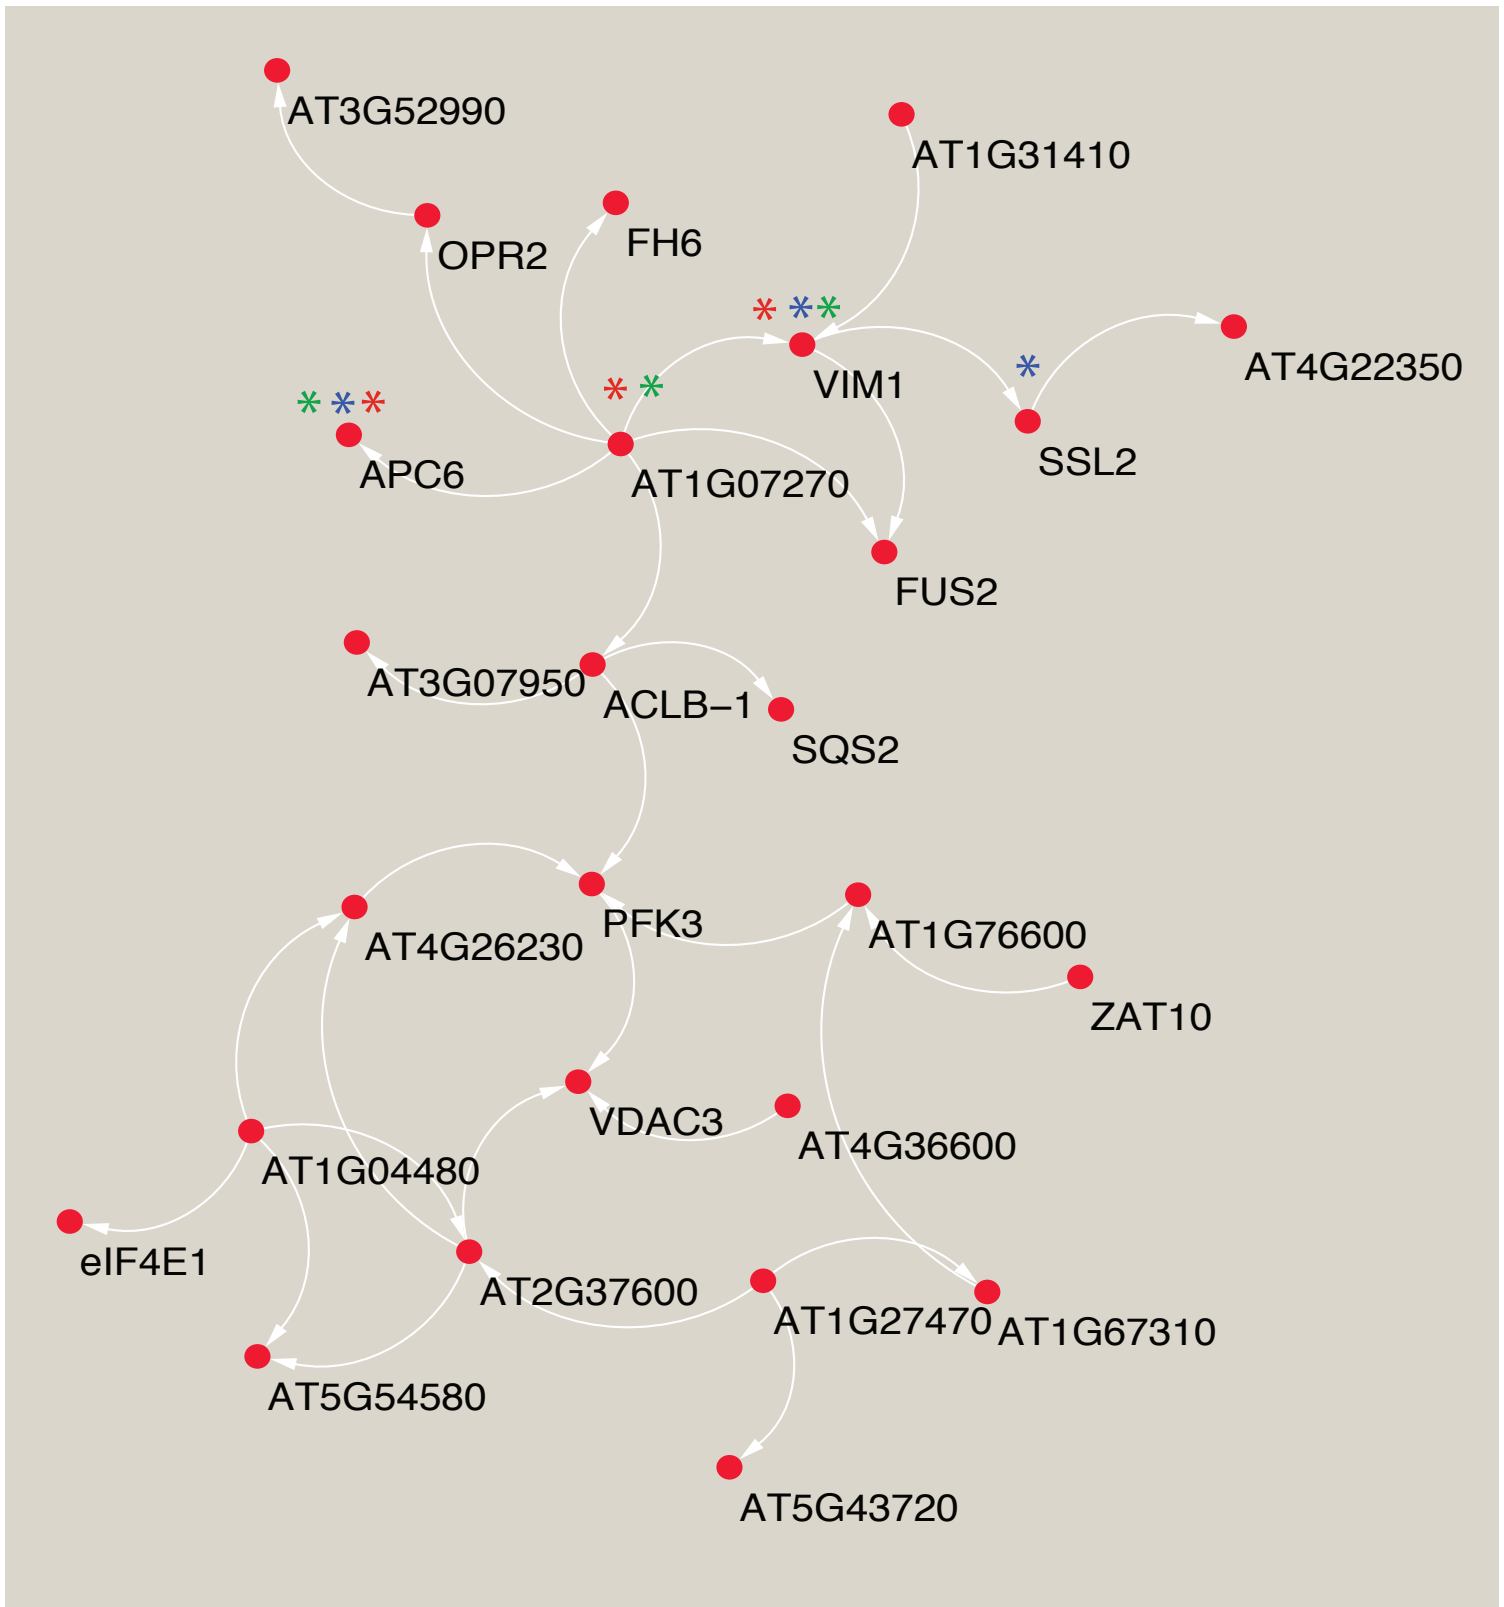 AT3G52990
AT1G31410
OPR2
FH6
* * *
AT4G22350
*
VIM1
* *
* * *
SSL2
APC6
AT1G07270
FUS2
AT3G07950
ACLB–1
SQS2
PFK3
AT1G76600
AT4G26230
ZAT10
VDAC3
AT4G36600
AT1G04480
eIF4E1
AT2G37600
AT1G27470
AT1G67310
AT5G54580
AT5G43720